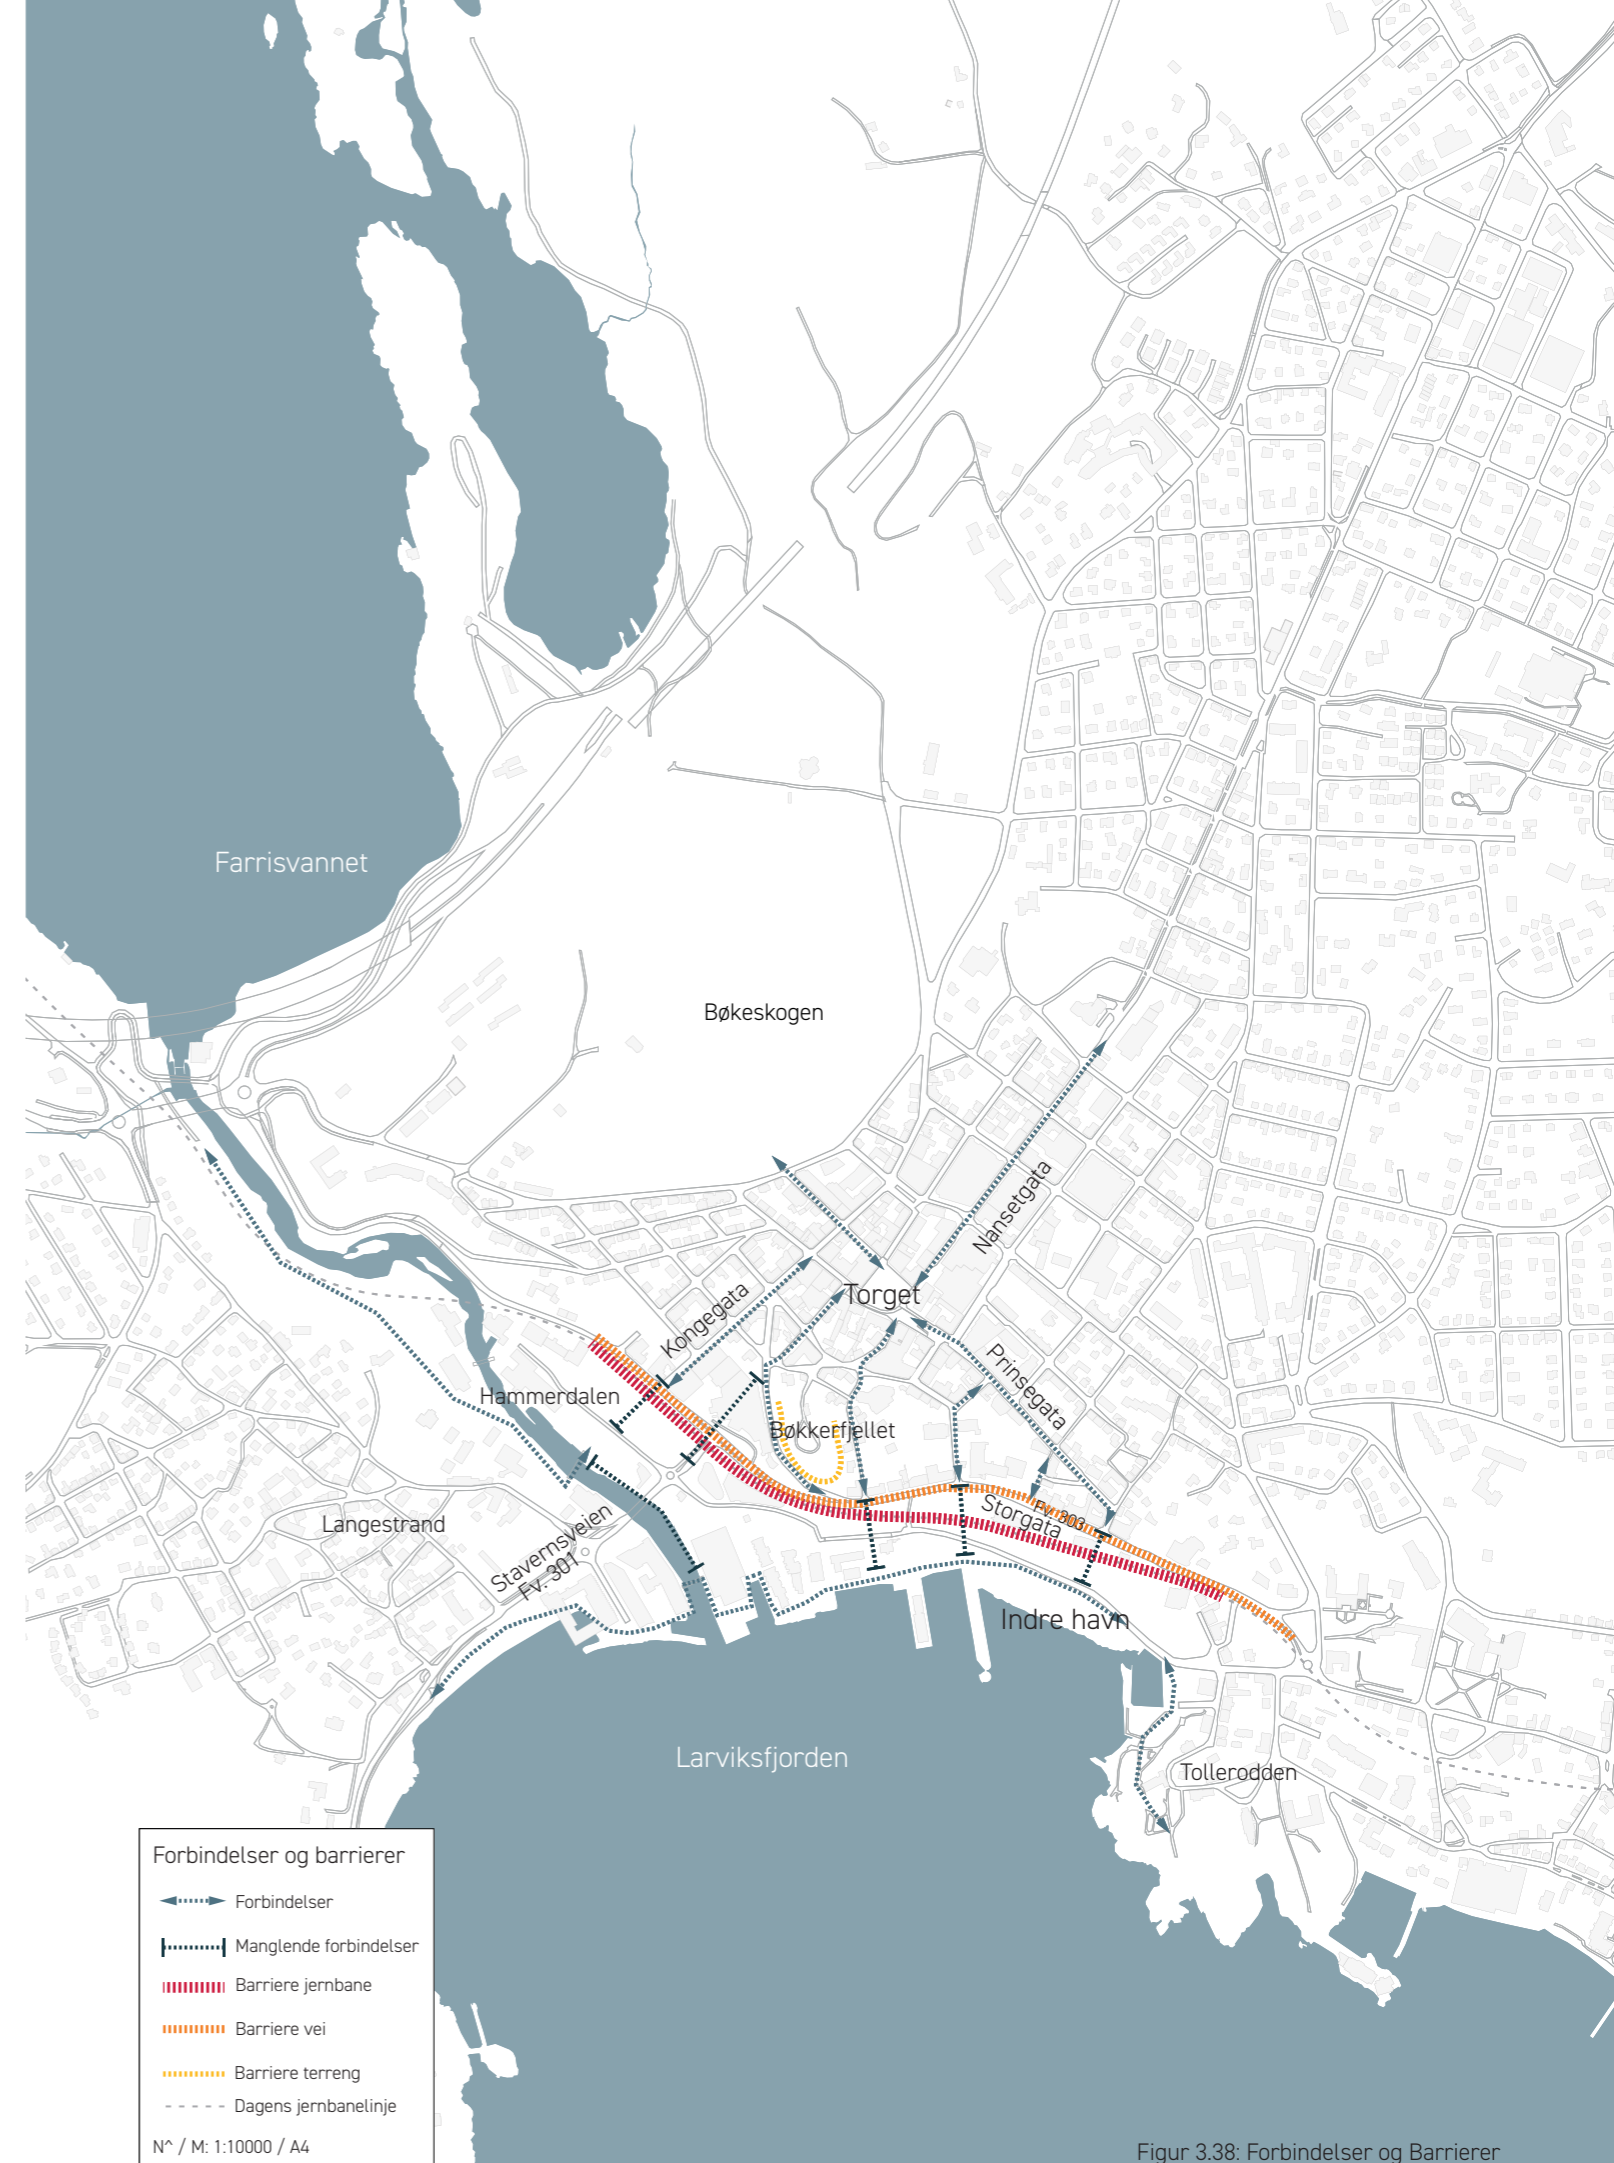 Farrisvannet
Bøkeskogen
Nansetgata
Torget
Kongegata
Prinsegata
Hammerdalen
Bøkkerfjellet
Langestrand
Stavernsveien
Fv. 301
Fv. 303
Storgata
Indre havn
Larviksfjorden
Tollerodden
Forbindelser og barrierer
Forbindelser
Manglende forbindelser
Barriere jernbane
Barriere vei
Barriere terreng
Dagens jernbanelinje
N^ / M: 1:10000 / A4
Figur 3.38: Forbindelser og Barrierer